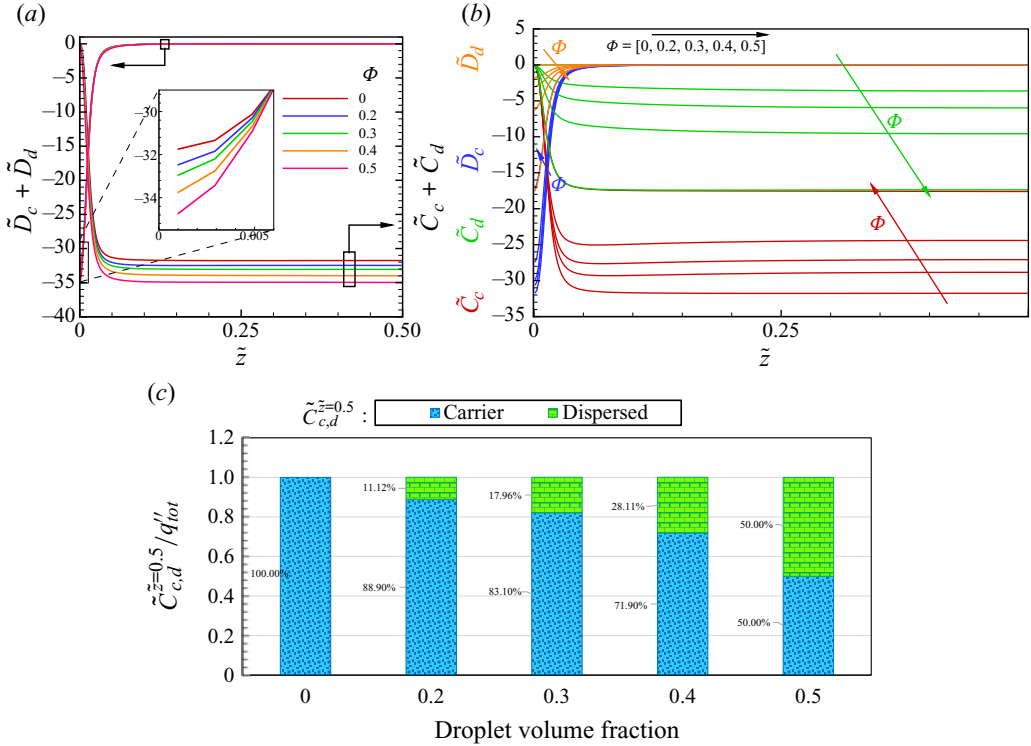 (a)
0
−5
−10
−15
−20
−25
−30
−35
−40
D̃c + D̃d
Φ
0
0.2
0.3
0.4
0.5
−30
−32
−34
0
0.005
0
0.25
0.50
z̃
C̃c + C̃d
(b)
5
0
−5
−10
−15
−20
−25
−30
−35
D̃d
D̃c
C̃d
C̃c
Φ = [0, 0.2, 0.3, 0.4, 0.5]
Φ
Φ
Φ
Φ
0
0.25
z̃
(c)
C̃c,d^z̃=0.5 :
Carrier
Dispersed
1.2
1.0
0.8
0.6
0.4
0.2
0
C̃c,d^z̃=0.5/q″tot
100.00%
11.12%
88.90%
17.96%
83.10%
28.11%
71.90%
50.00%
50.00%
0
0.2
0.3
0.4
0.5
Droplet volume fraction